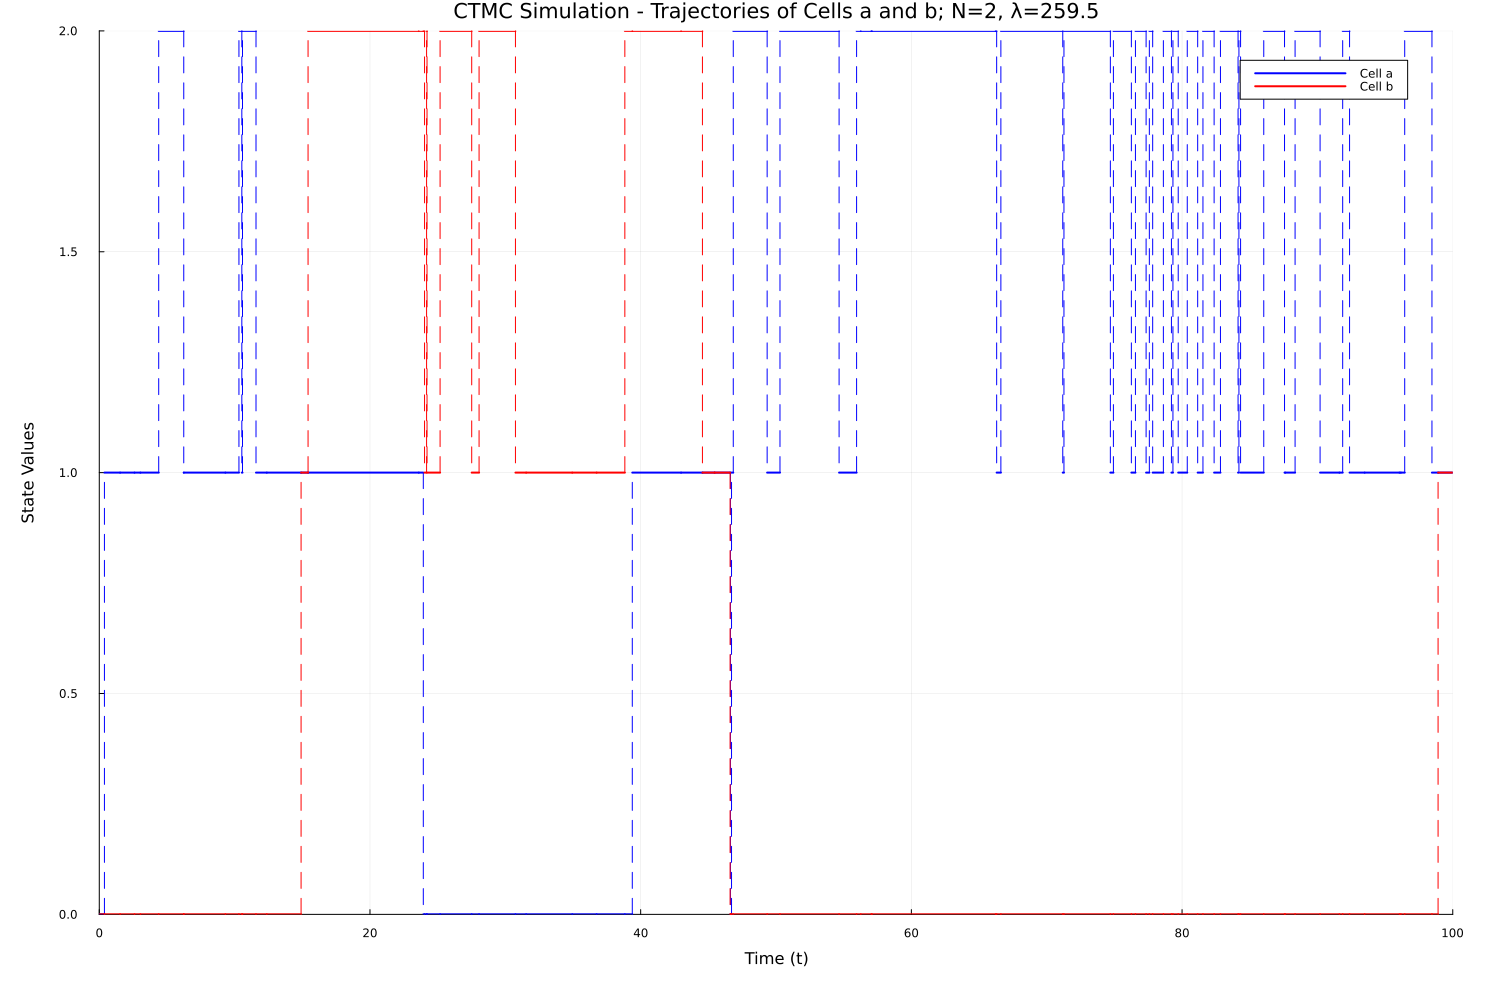 CTMC Simulation - Trajectories of Cells a and b; N=2, λ=259.5
2.0
Cell a
Cell b
1.5
1.0
State Values
0.5
0.0
0 20 40 60 80 100
Time (t)